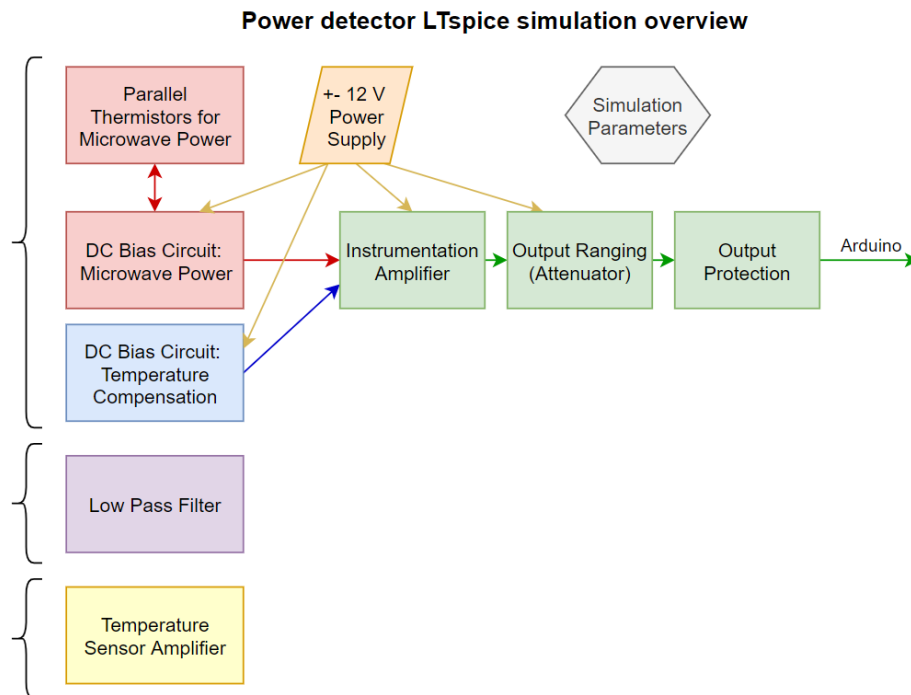 Power detector LTspice simulation overview
Parallel
Thermistors for
Microwave Power
+- 12 V
Power
Supply
Simulation
Parameters
DC Bias Circuit:
Microwave Power
Instrumentation
Amplifier
Output Ranging
(Attenuator)
Output
Protection
Arduino
DC Bias Circuit:
Temperature
Compensation
Low Pass Filter
Temperature
Sensor Amplifier